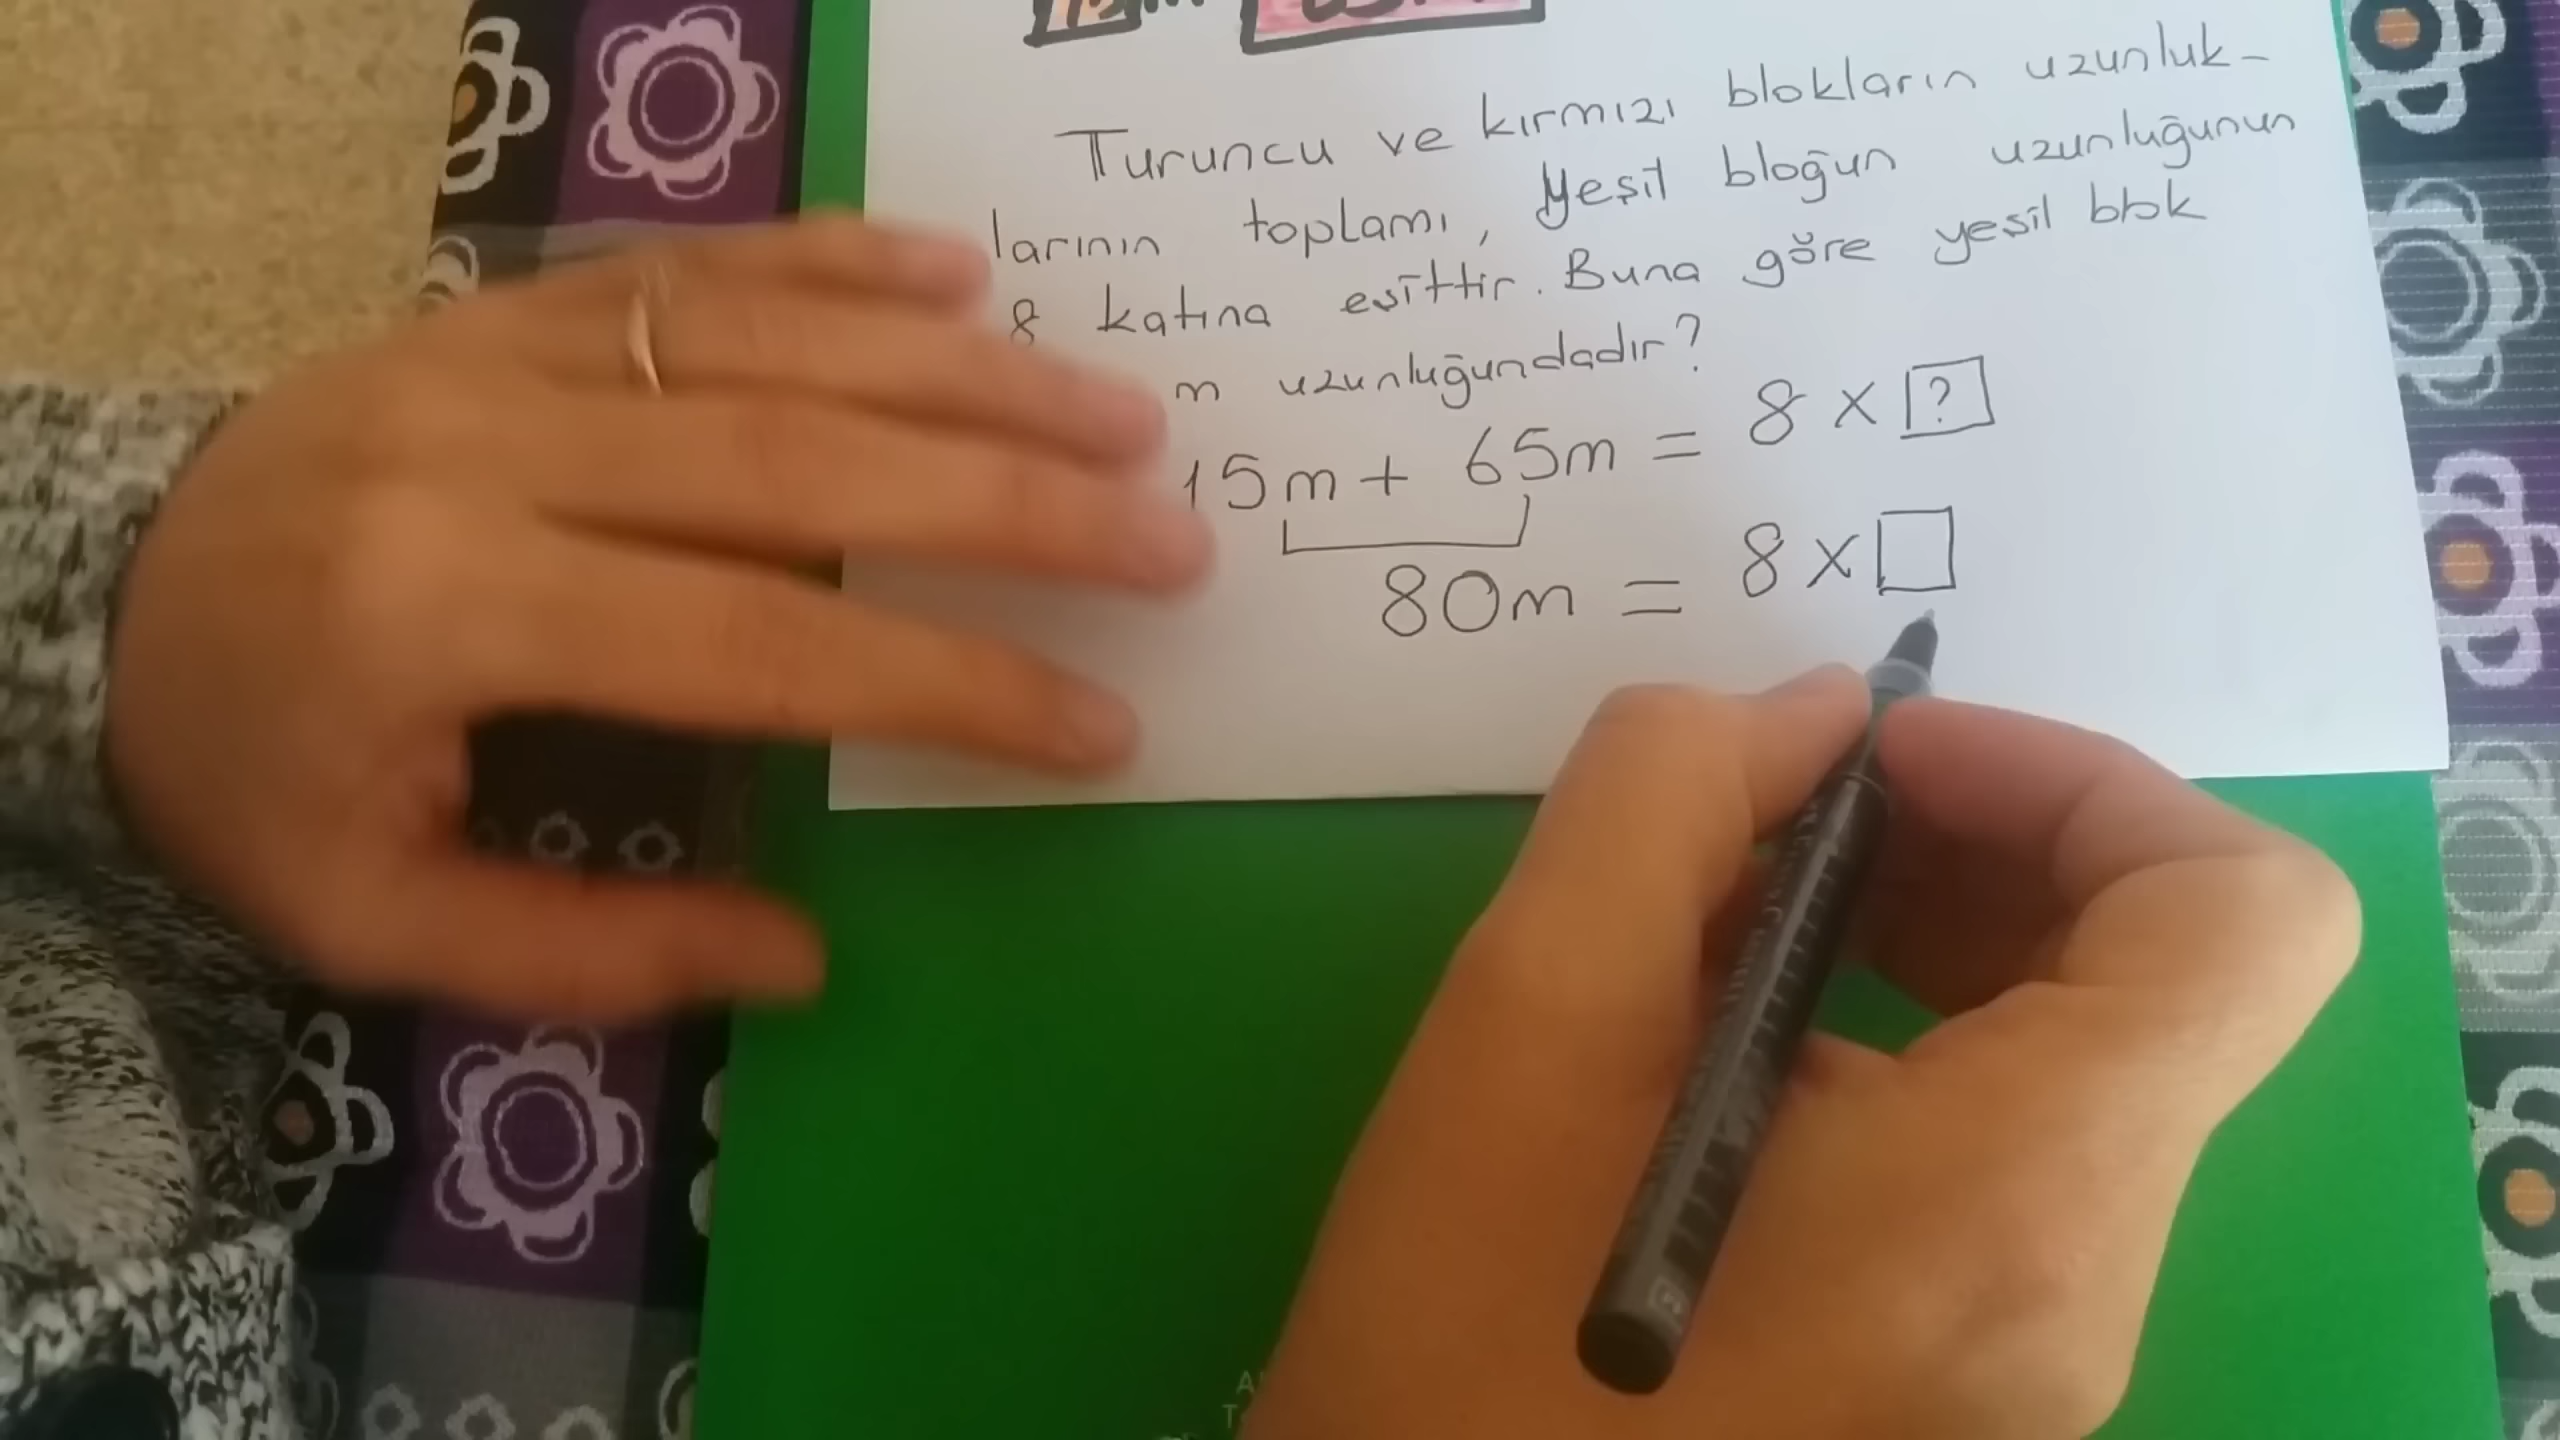 Turuncu ve kırmızı blokların uzunluk-
larının toplamı, Yeşil bloğun uzunluğunun
8 katına eşittir. Buna göre yeşil blok
m uzunluğundadır?
15m + 65m = 8 x ?
80m = 8 x